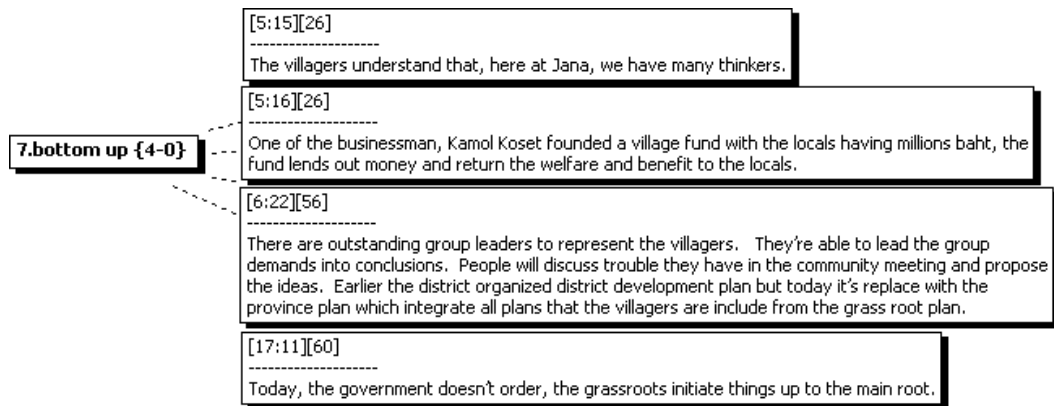 [5:15][26]
--------------------
The villagers understand that, here at Jana, we have many thinkers.
[5:16][26]
--------------------
One of the businessman, Kamol Koset founded a village fund with the locals having millions baht, the
fund lends out money and return the welfare and benefit to the locals.
7.bottom up {4-0}
[6:22][56]
--------------------
There are outstanding group leaders to represent the villagers.   They're able to lead the group
demands into conclusions.  People will discuss trouble they have in the community meeting and propose
the ideas.  Earlier the district organized district development plan but today it's replace with the
province plan which integrate all plans that the villagers are include from the grass root plan.
[17:11][60]
--------------------
Today, the government doesn't order, the grassroots initiate things up to the main root.